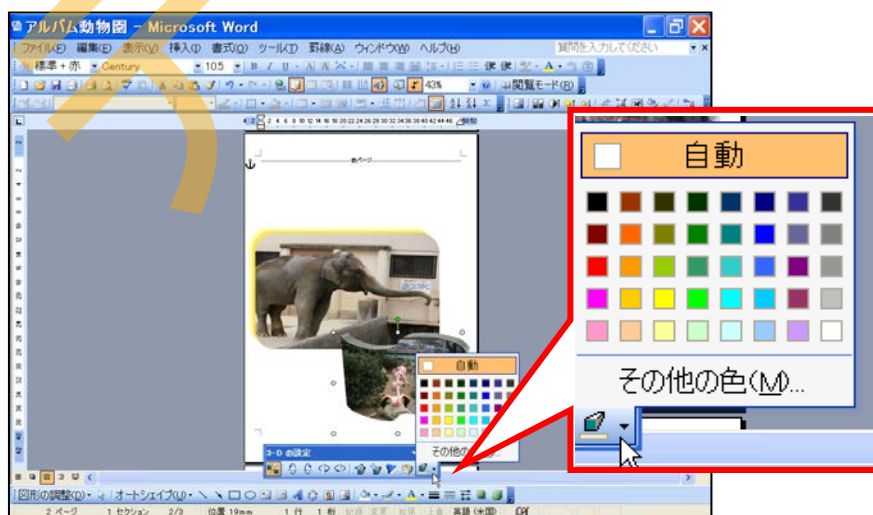 アルバム動物園 - Microsoft Word
ファイル(F) 編集(E) 表示(V) 挿入(I) 書式(O) ツール(T) 罫線(A) ウィンドウ(W) ヘルプ(H) 質問を入力してください
標準 + 赤 Century 10.5
43% 閲覧モード(R)
自動
その他の色(M)...
自動
3-D の設定
その他の色
図形の調整(D) オートシェイプ(U)
2 ページ 1 セクション 2/3 位置 19mm 1 行 1 桁 英語 (米国)